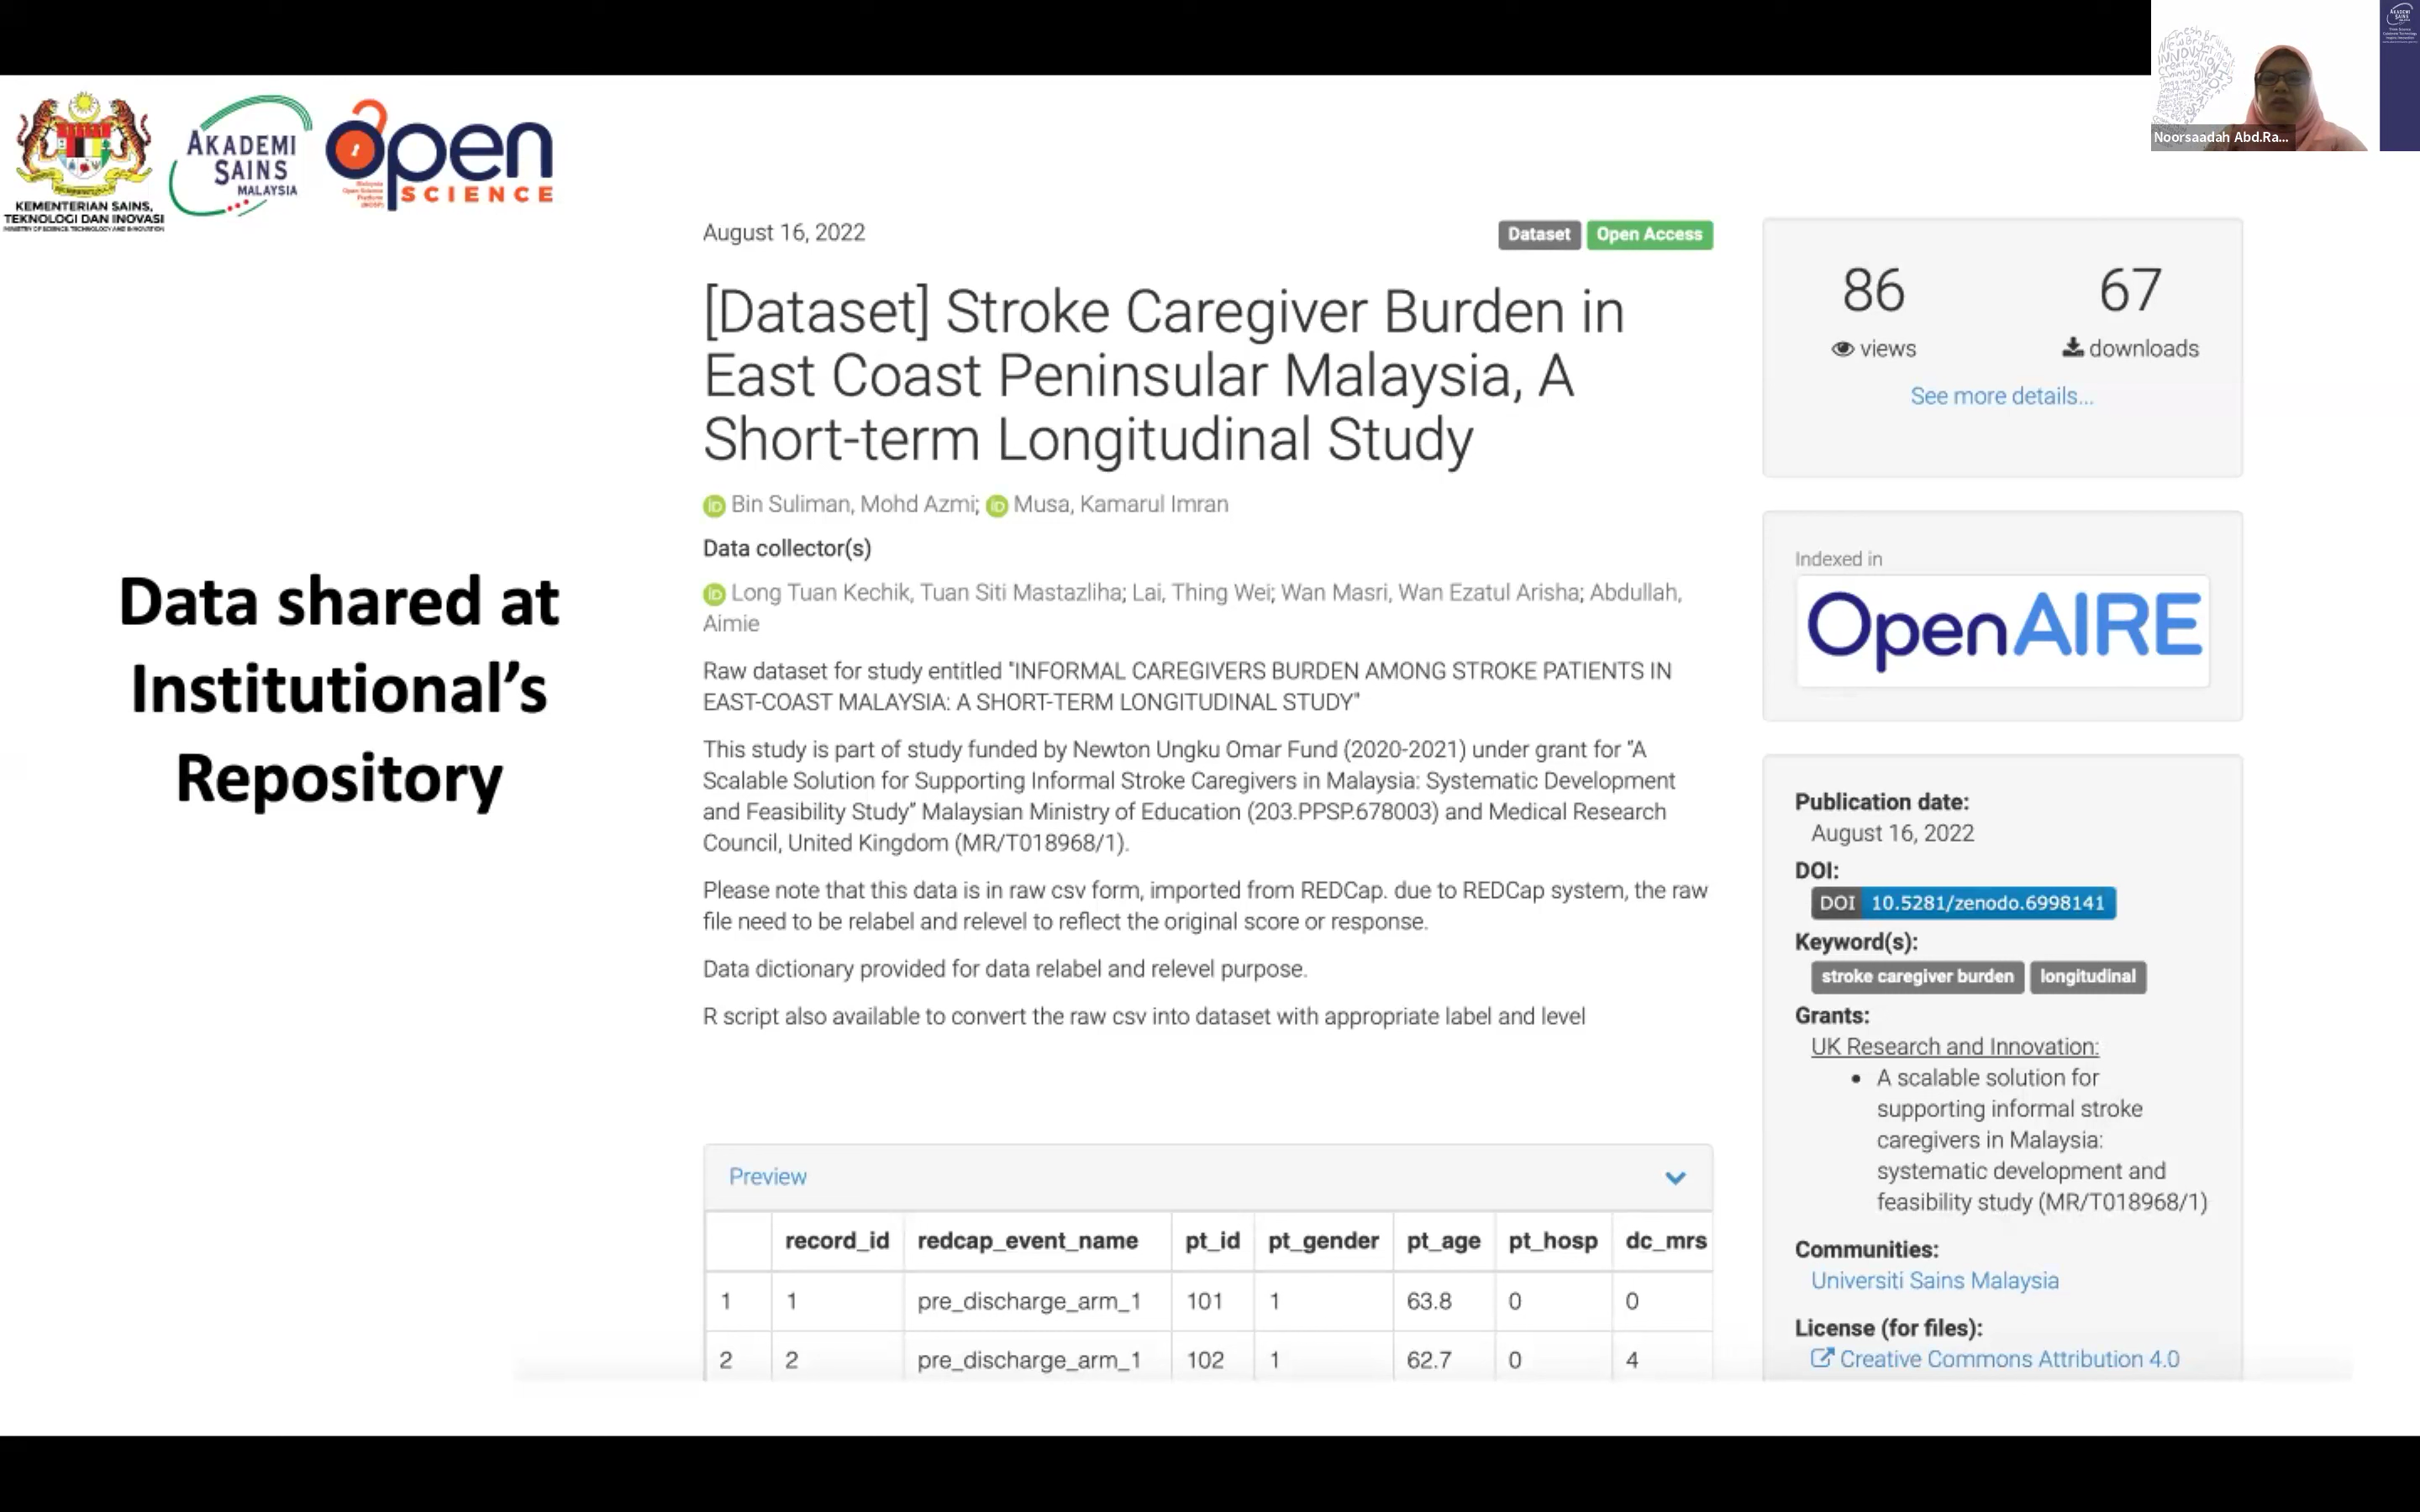 Noorsaadah Abd.Ra...
KEMENTERIAN SAINS,
TEKNOLOGI DAN INOVASI
MINISTRY OF SCIENCE, TECHNOLOGY AND INNOVATION
AKADEMI
SAINS
MALAYSIA
Open
SCIENCE
Malaysia
Open Science
Platform
(MOSP)
Data shared at
Institutional’s
Repository
August 16, 2022
Dataset Open Access
[Dataset] Stroke Caregiver Burden in
East Coast Peninsular Malaysia, A
Short-term Longitudinal Study
iD Bin Suliman, Mohd Azmi; iD Musa, Kamarul Imran
Data collector(s)
iD Long Tuan Kechik, Tuan Siti Mastazliha; Lai, Thing Wei; Wan Masri, Wan Ezatul Arisha; Abdullah,
Aimie
Raw dataset for study entitled "INFORMAL CAREGIVERS BURDEN AMONG STROKE PATIENTS IN
EAST-COAST MALAYSIA: A SHORT-TERM LONGITUDINAL STUDY"
This study is part of study funded by Newton Ungku Omar Fund (2020-2021) under grant for “A
Scalable Solution for Supporting Informal Stroke Caregivers in Malaysia: Systematic Development
and Feasibility Study” Malaysian Ministry of Education (203.PPSP.678003) and Medical Research
Council, United Kingdom (MR/T018968/1).
Please note that this data is in raw csv form, imported from REDCap. due to REDCap system, the raw
file need to be relabel and relevel to reflect the original score or response.
Data dictionary provided for data relabel and relevel purpose.
R script also available to convert the raw csv into dataset with appropriate label and level
Preview
record_id redcap_event_name pt_id pt_gender pt_age pt_hosp dc_mrs
1 1 pre_discharge_arm_1 101 1 63.8 0 0
2 2 pre_discharge_arm_1 102 1 62.7 0 4
86 67
views downloads
See more details...
Indexed in
OpenAIRE
Publication date:
August 16, 2022
DOI:
DOI 10.5281/zenodo.6998141
Keyword(s):
stroke caregiver burden longitudinal
Grants:
UK Research and Innovation:
• A scalable solution for
supporting informal stroke
caregivers in Malaysia:
systematic development and
feasibility study (MR/T018968/1)
Communities:
Universiti Sains Malaysia
License (for files):
Creative Commons Attribution 4.0